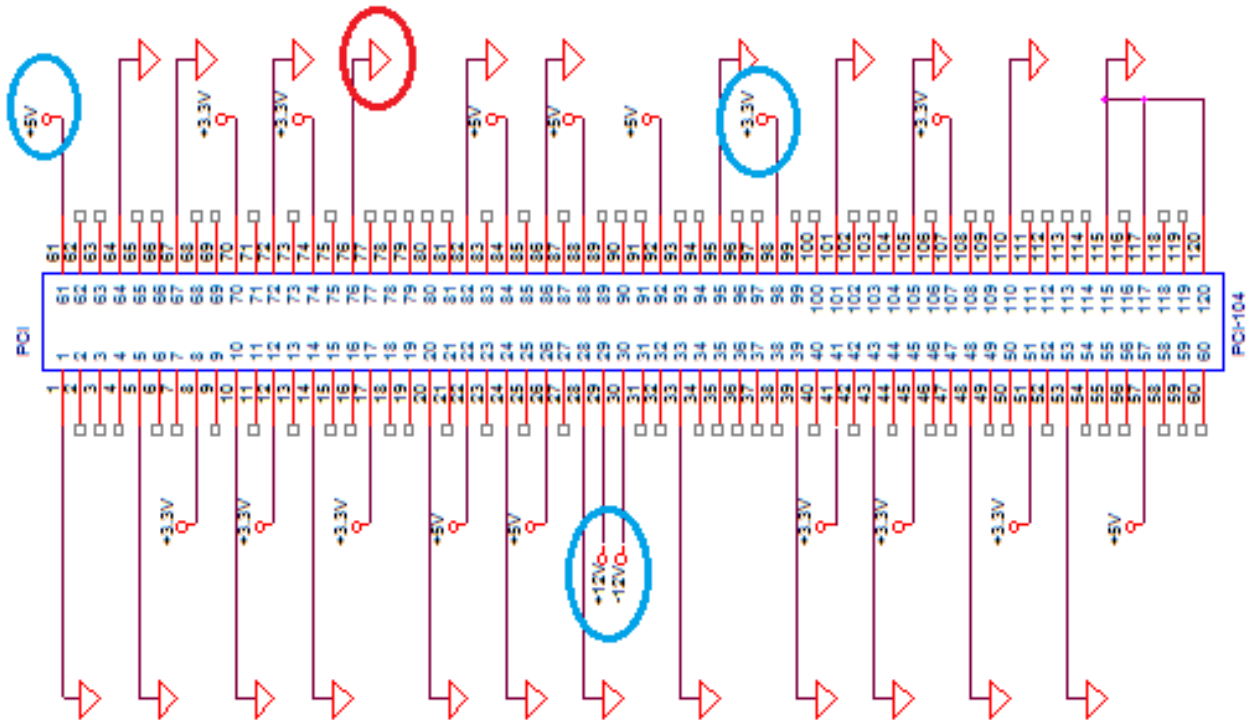 +5V +3.3V +3.3V +5V +5V +5V +3.3V +3.3V
61 62 63 64 65 66 67 68 69 70 71 72 73 74 75 76 77 78 79 80 81 82 83 84 85 86 87 88 89 90 91 92 93 94 95 96 97 98 99 100 101 102 103 104 105 106 107 108 109 110 111 112 113 114 115 116 117 118 119 120
61 62 63 64 65 66 67 68 69 70 71 72 73 74 75 76 77 78 79 80 81 82 83 84 85 86 87 88 89 90 91 92 93 94 95 96 97 98 99 100 101 102 103 104 105 106 107 108 109 110 111 112 113 114 115 116 117 118 119 120
PCI
PCI-104
1 2 3 4 5 6 7 8 9 10 11 12 13 14 15 16 17 18 19 20 21 22 23 24 25 26 27 28 29 30 31 32 33 34 35 36 37 38 39 40 41 42 43 44 45 46 47 48 49 50 51 52 53 54 55 56 57 58 59 60
1 2 3 4 5 6 7 8 9 10 11 12 13 14 15 16 17 18 19 20 21 22 23 24 25 26 27 28 29 30 31 32 33 34 35 36 37 38 39 40 41 42 43 44 45 46 47 48 49 50 51 52 53 54 55 56 57 58 59 60
+3.3V +3.3V +3.3V +5V +5V +3.3V +3.3V +3.3V +5V
+12V
-12V